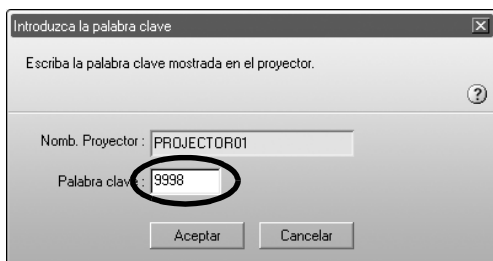 Introduzca la palabra clave
Escriba la palabra clave mostrada en el proyector.
Nomb. Proyector : PROJECTOR01
Palabra clave : 9998
Aceptar Cancelar